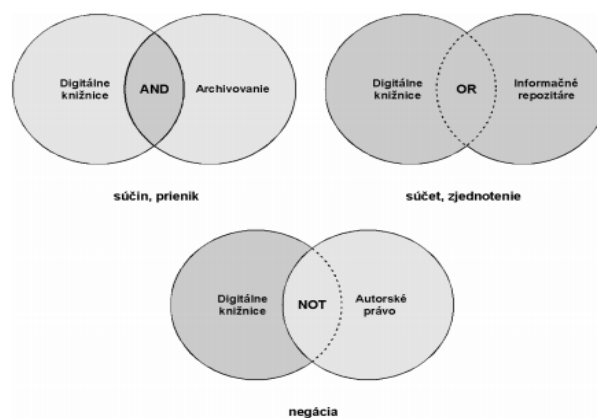 Digitálne
knižnice
AND
Archivovanie
súčin, prienik
Digitálne
knižnice
OR
Informačné
repozitáre
súčet, zjednotenie
Digitálne
knižnice
NOT
Autorské
právo
negácia